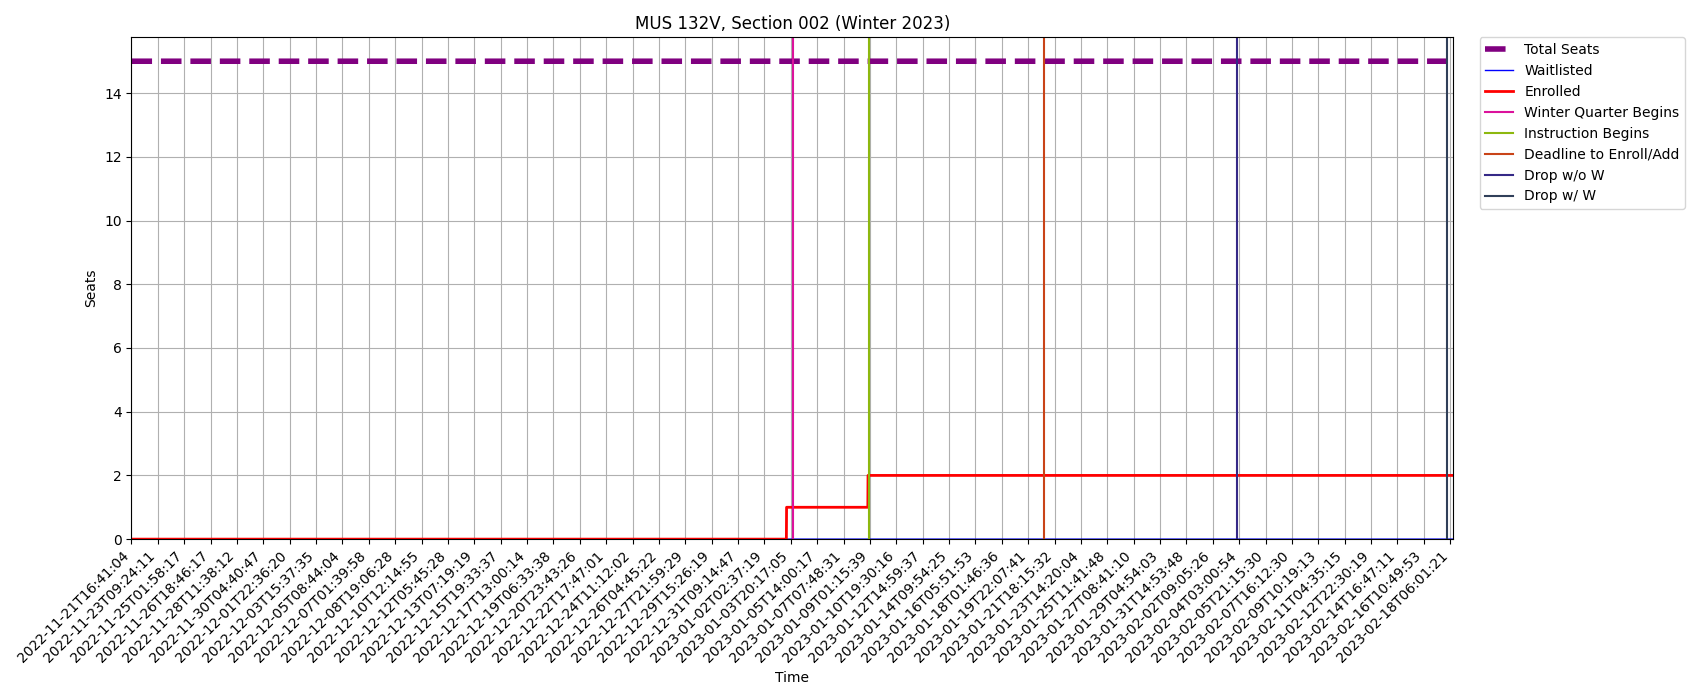 MUS 132V, Section 002 (Winter 2023)
Total Seats
Waitlisted
Enrolled
Winter Quarter Begins
Instruction Begins
Deadline to Enroll/Add
Drop w/o W
Drop w/ W
Seats
14
12
10
8
6
4
2
0
2022-11-21T16:41:04
2022-11-23T09:24:11
2022-11-25T01:58:17
2022-11-26T18:46:17
2022-11-28T11:38:12
2022-11-30T04:40:47
2022-12-01T22:36:20
2022-12-03T15:37:35
2022-12-05T08:44:04
2022-12-07T01:39:58
2022-12-08T19:06:28
2022-12-10T12:14:55
2022-12-12T05:45:28
2022-12-13T07:19:19
2022-12-15T19:33:37
2022-12-17T13:00:14
2022-12-19T06:33:38
2022-12-20T23:43:26
2022-12-22T17:47:01
2022-12-24T11:12:02
2022-12-26T04:45:22
2022-12-27T21:59:29
2022-12-29T15:26:19
2022-12-31T09:14:47
2023-01-02T02:37:19
2023-01-03T20:17:05
2023-01-05T14:00:17
2023-01-07T07:48:31
2023-01-09T01:15:39
2023-01-10T19:30:16
2023-01-12T14:59:37
2023-01-14T09:54:25
2023-01-16T05:51:53
2023-01-18T01:46:36
2023-01-19T22:07:41
2023-01-21T18:15:32
2023-01-23T14:20:04
2023-01-25T11:41:48
2023-01-27T08:41:10
2023-01-29T04:54:03
2023-01-31T14:53:48
2023-02-02T09:05:26
2023-02-04T03:00:54
2023-02-05T21:15:30
2023-02-07T16:12:30
2023-02-09T10:19:13
2023-02-11T04:35:15
2023-02-12T22:30:19
2023-02-14T16:47:11
2023-02-16T10:49:53
2023-02-18T06:01:21
Time